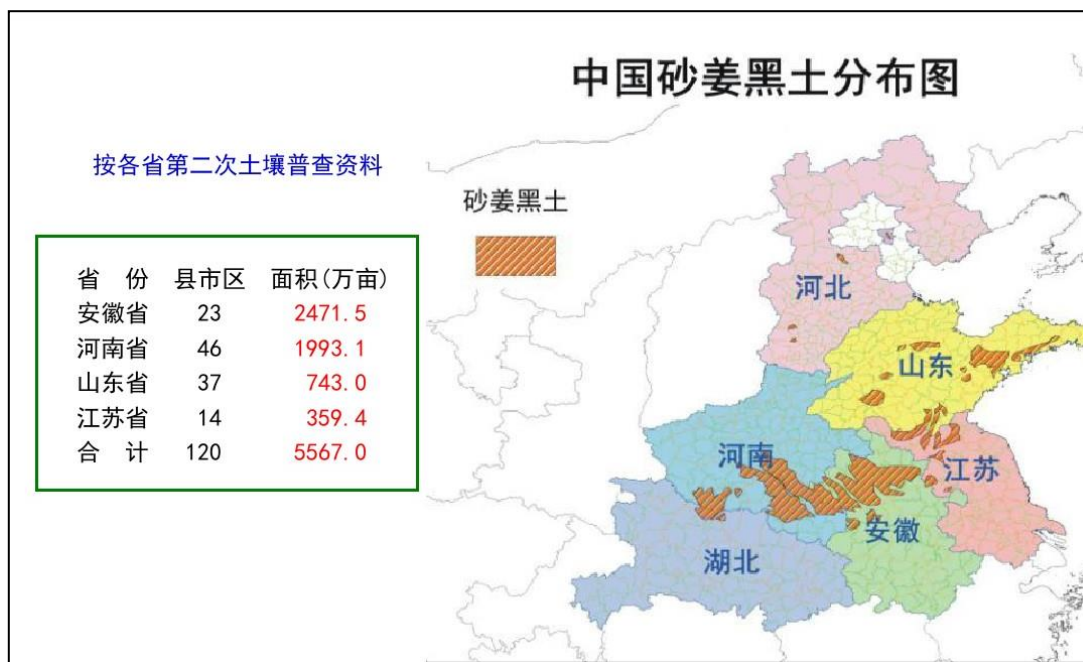 中国砂姜黑土分布图
按各省第二次土壤普查资料
省 份 县市区 面积(万亩)
安徽省 23 2471.5
河南省 46 1993.1
山东省 37 743.0
江苏省 14 359.4
合 计 120 5567.0
砂姜黑土
河北
山东
河南
江苏
安徽
湖北